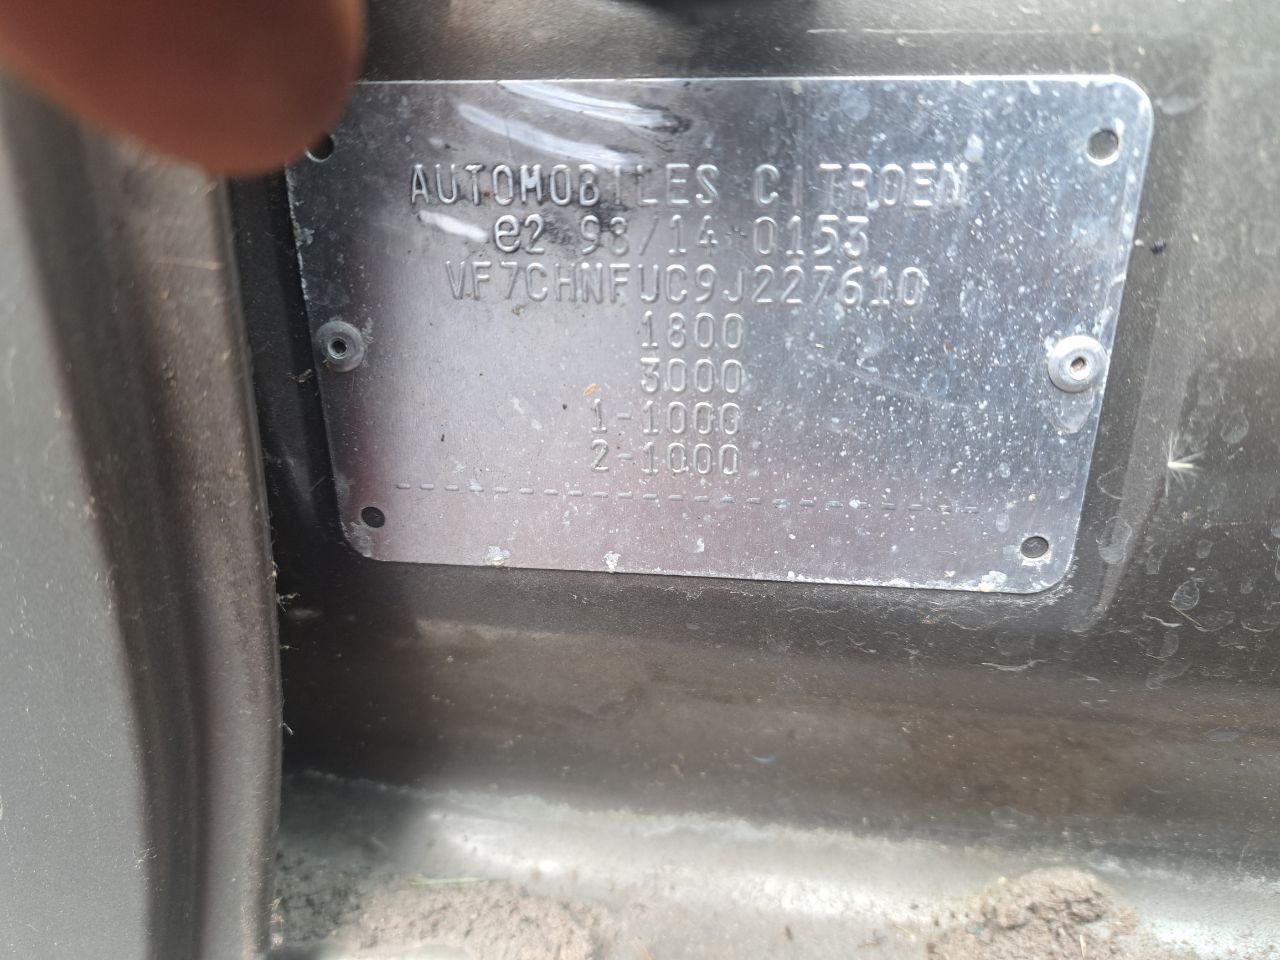 AUTOMOBILES CITROEN
e2 98/14*0153
VF7CHNFUC9J227610
1800
3000
1-1000
2-1000